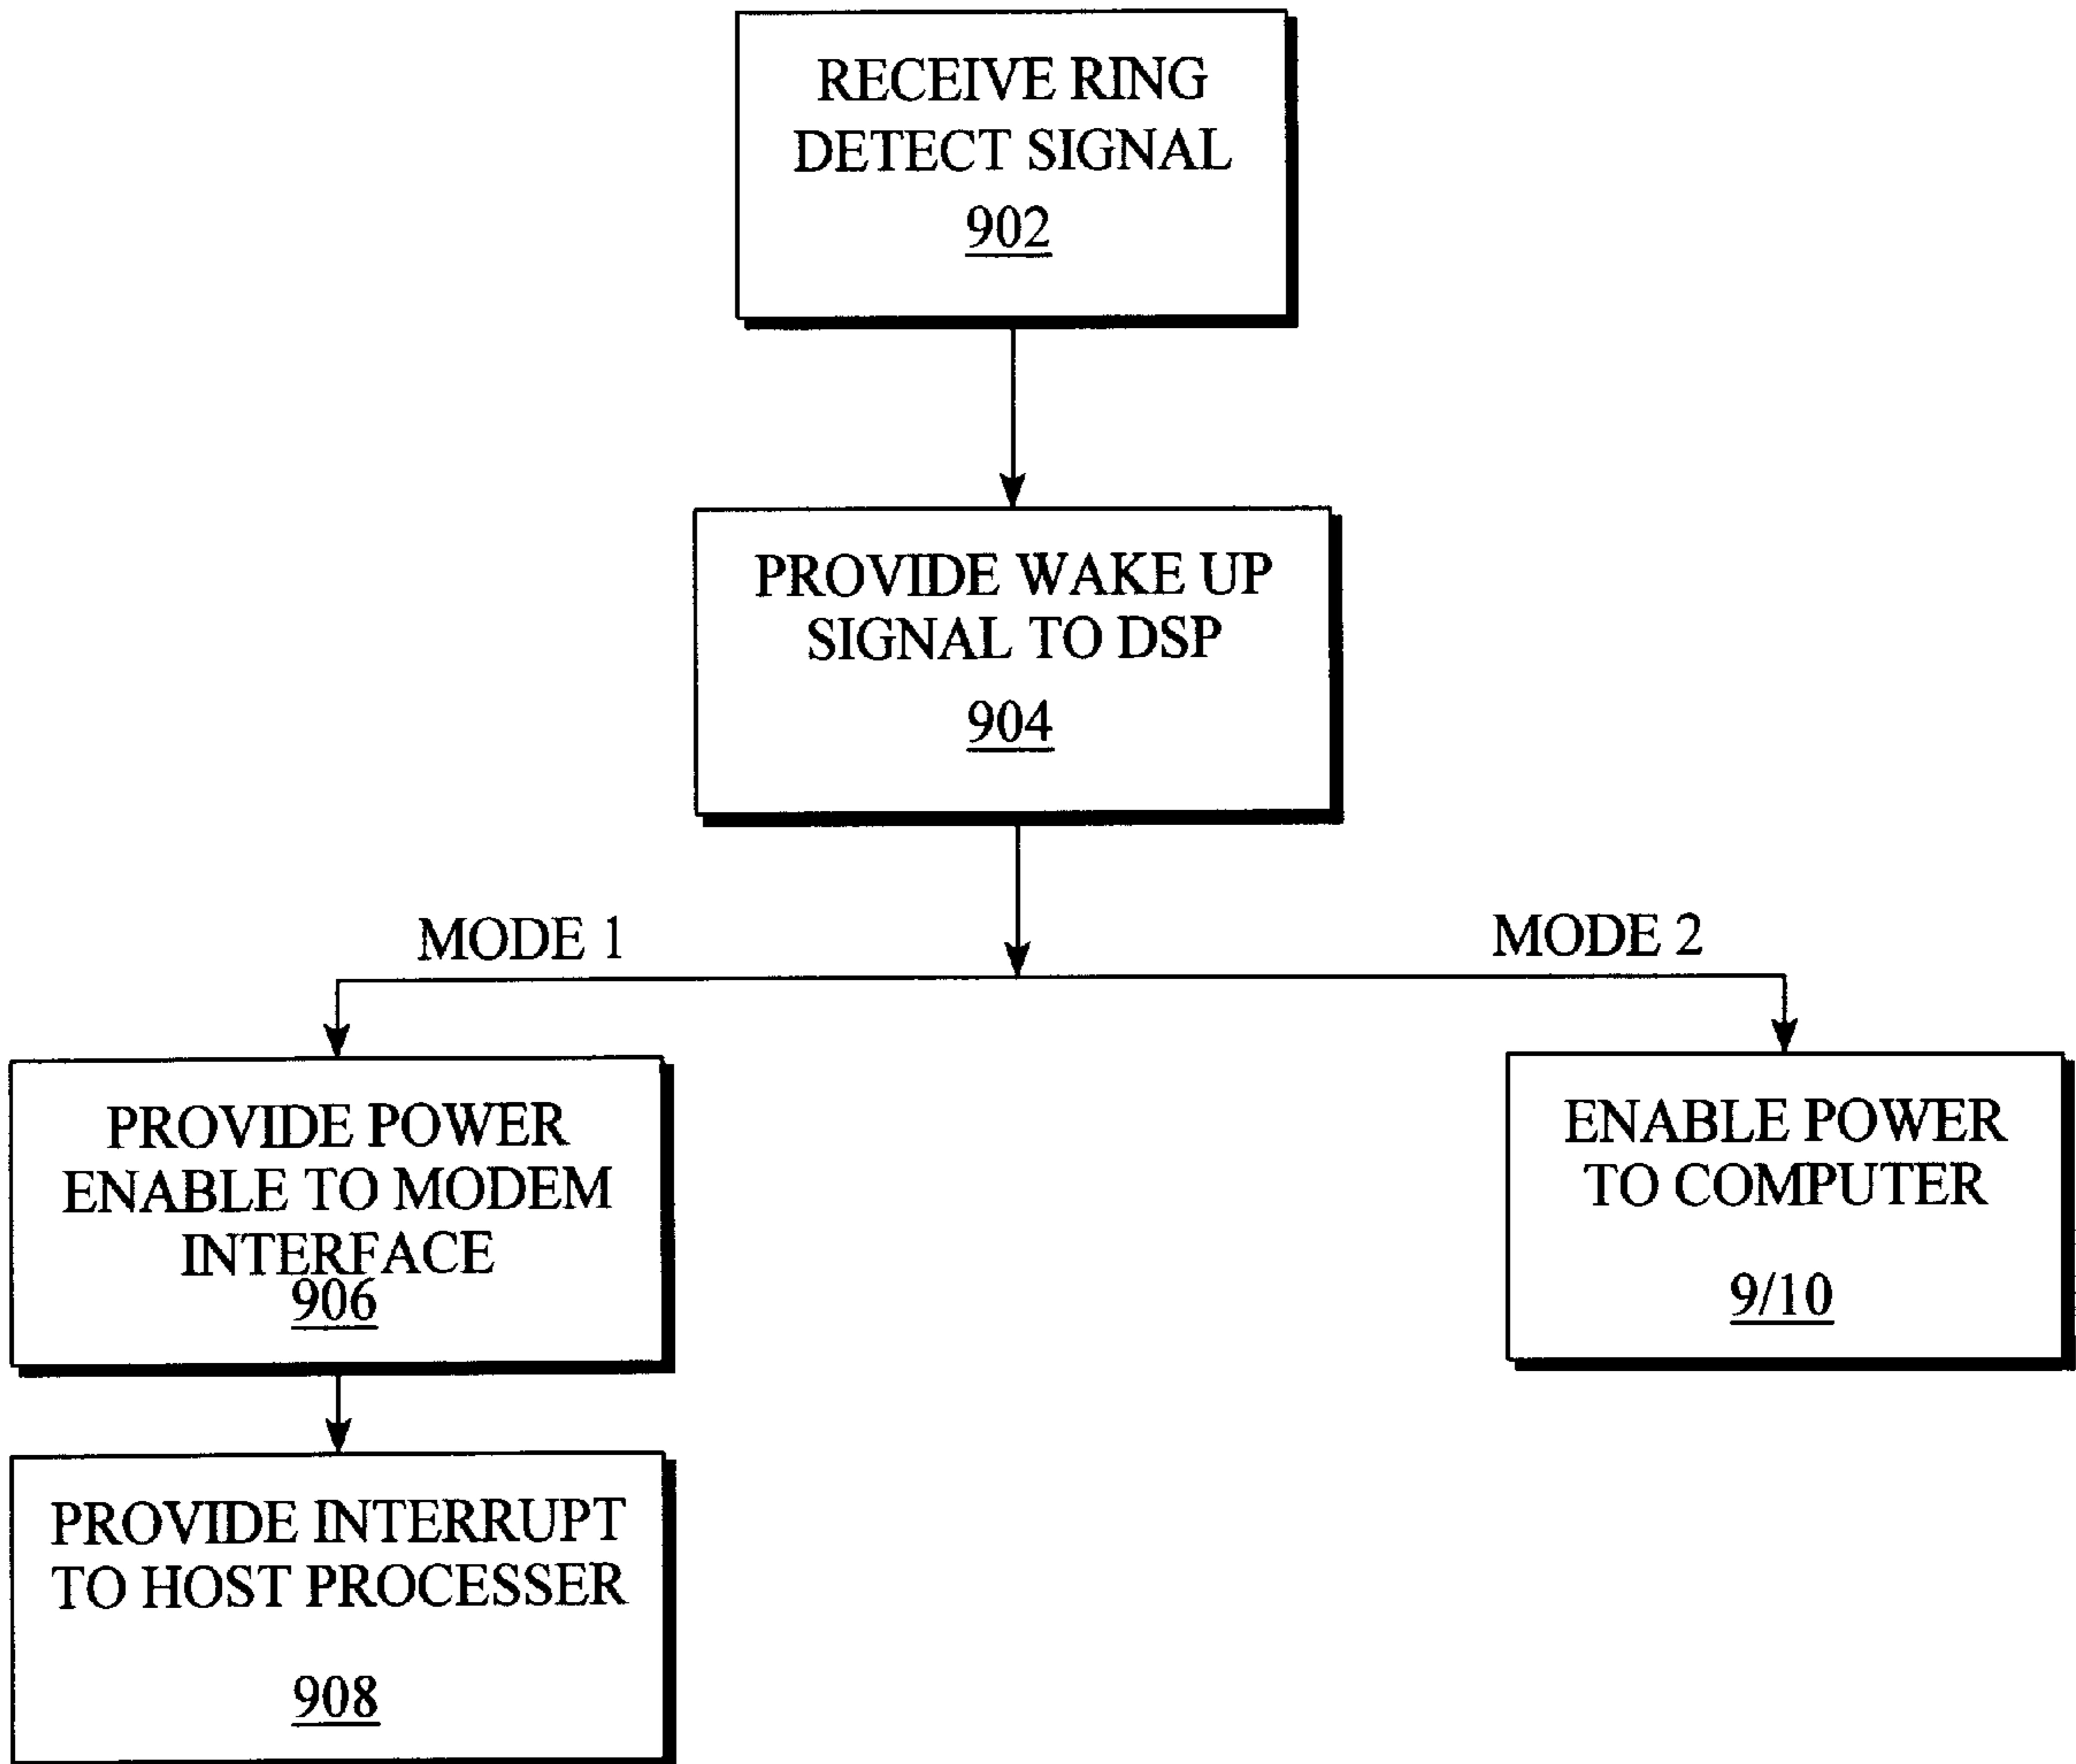 RECEIVE RING
DETECT SIGNAL
902
PROVIDE WAKE UP
SIGNAL TO DSP
904
MODE 1
MODE 2
PROVIDE POWER
ENABLE TO MODEM
INTERFACE
906
ENABLE POWER
TO COMPUTER
9/10
PROVIDE INTERRUPT
TO HOST PROCESSER
908